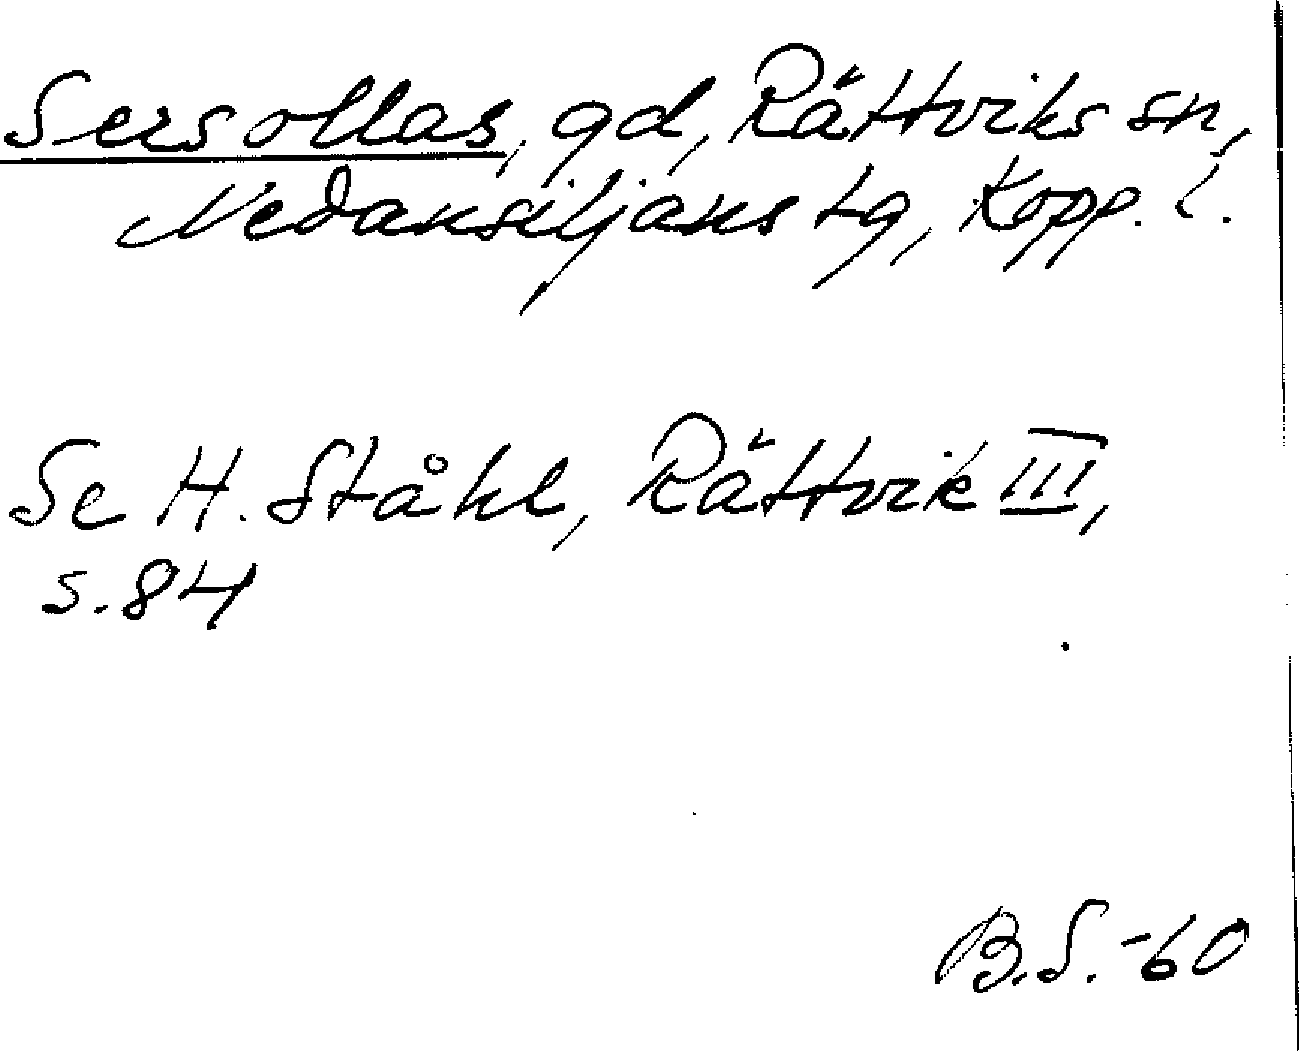 Sersollas, gd, Rättviks sn,
Nedansiljans tg, Kopp. l.
Se H. Ståhl, Rättvik III,
s. 84
B.S. -60